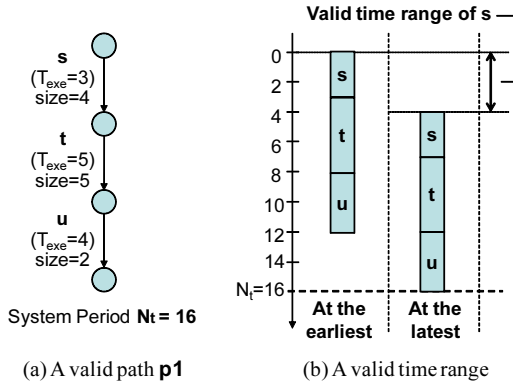 s
(Texe=3)
size=4
t
(Texe=5)
size=5
u
(Texe=4)
size=2
System Period Nt = 16
(a) A valid path p1
Valid time range of s —
0
2
4
6
8
10
12
14
Nt=16
s
t
u
s
t
u
At the
earliest
At the
latest
(b) A valid time range